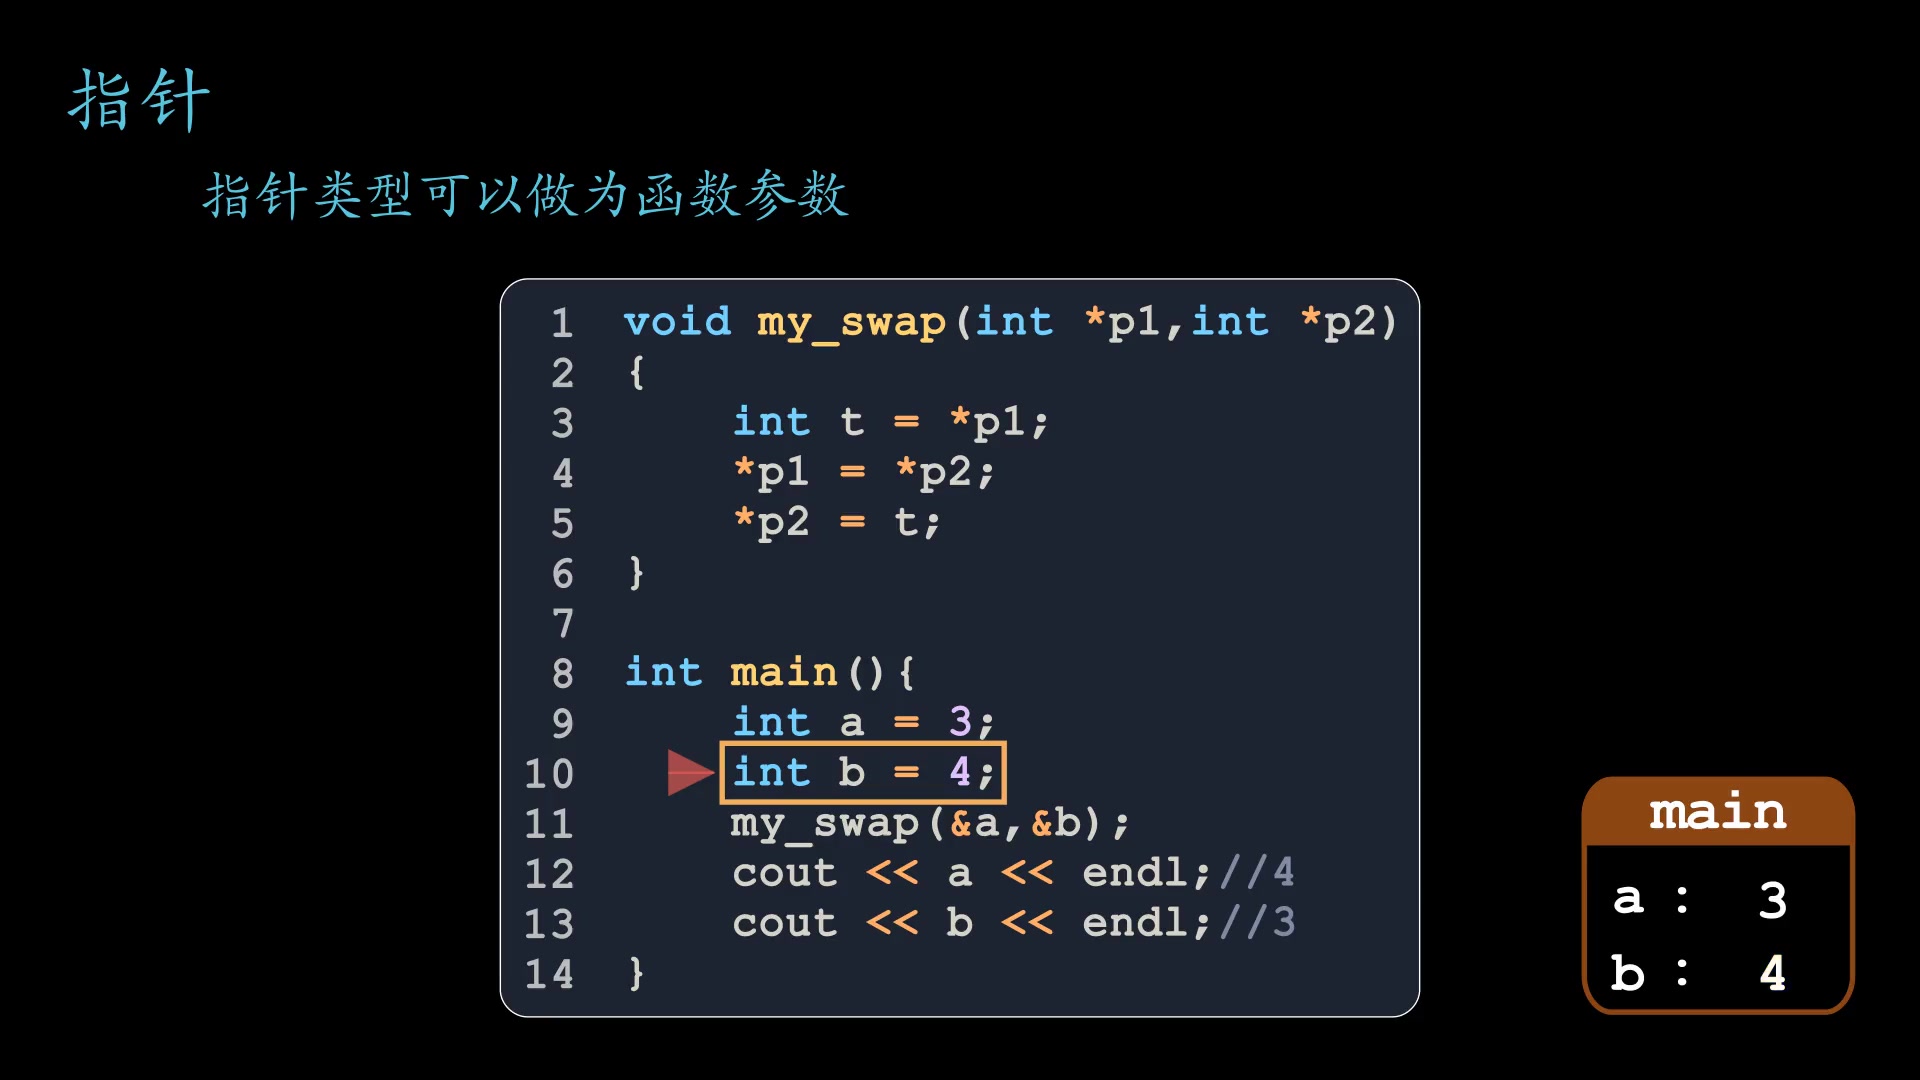 指针
指针类型可以做为函数参数
1 void my_swap(int *p1,int *p2)
2 {
3     int t = *p1;
4     *p1 = *p2;
5     *p2 = t;
6 }
7
8 int main(){
9     int a = 3;
10     int b = 4;
11     my_swap(&a,&b);
12     cout << a << endl;//4
13     cout << b << endl;//3
14 }
main
a : 3
b : 4